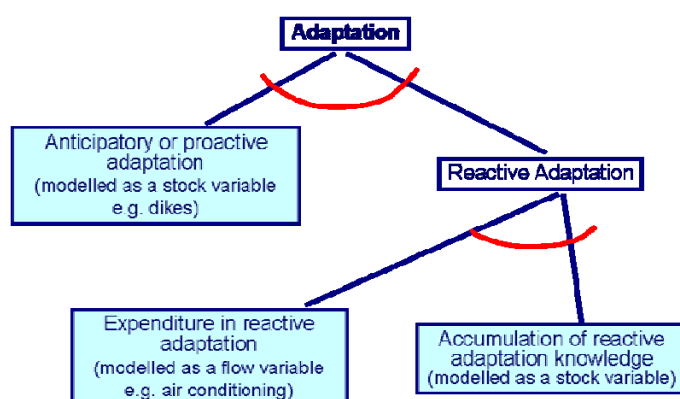 Adaptation
Anticipatory or proactive
adaptation
(modelled as a stock variable
e.g. dikes)
Reactive Adaptation
Expenditure in reactive
adaptation
(modelled as a flow variable
e.g. air conditioning)
Accumulation of reactive
adaptation knowledge
(modelled as a stock variable)